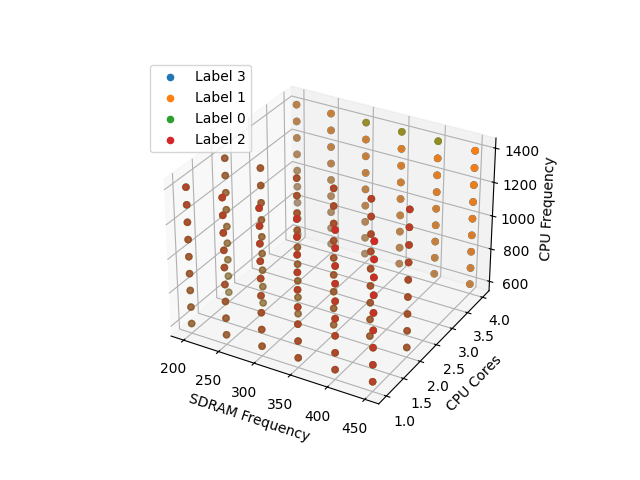 Label 3
Label 1
Label 0
Label 2
1400
1200
1000
800
600
CPU Frequency
4.0
3.5
3.0
2.5
2.0
1.5
1.0
CPU Cores
200
250
300
350
400
450
SDRAM Frequency